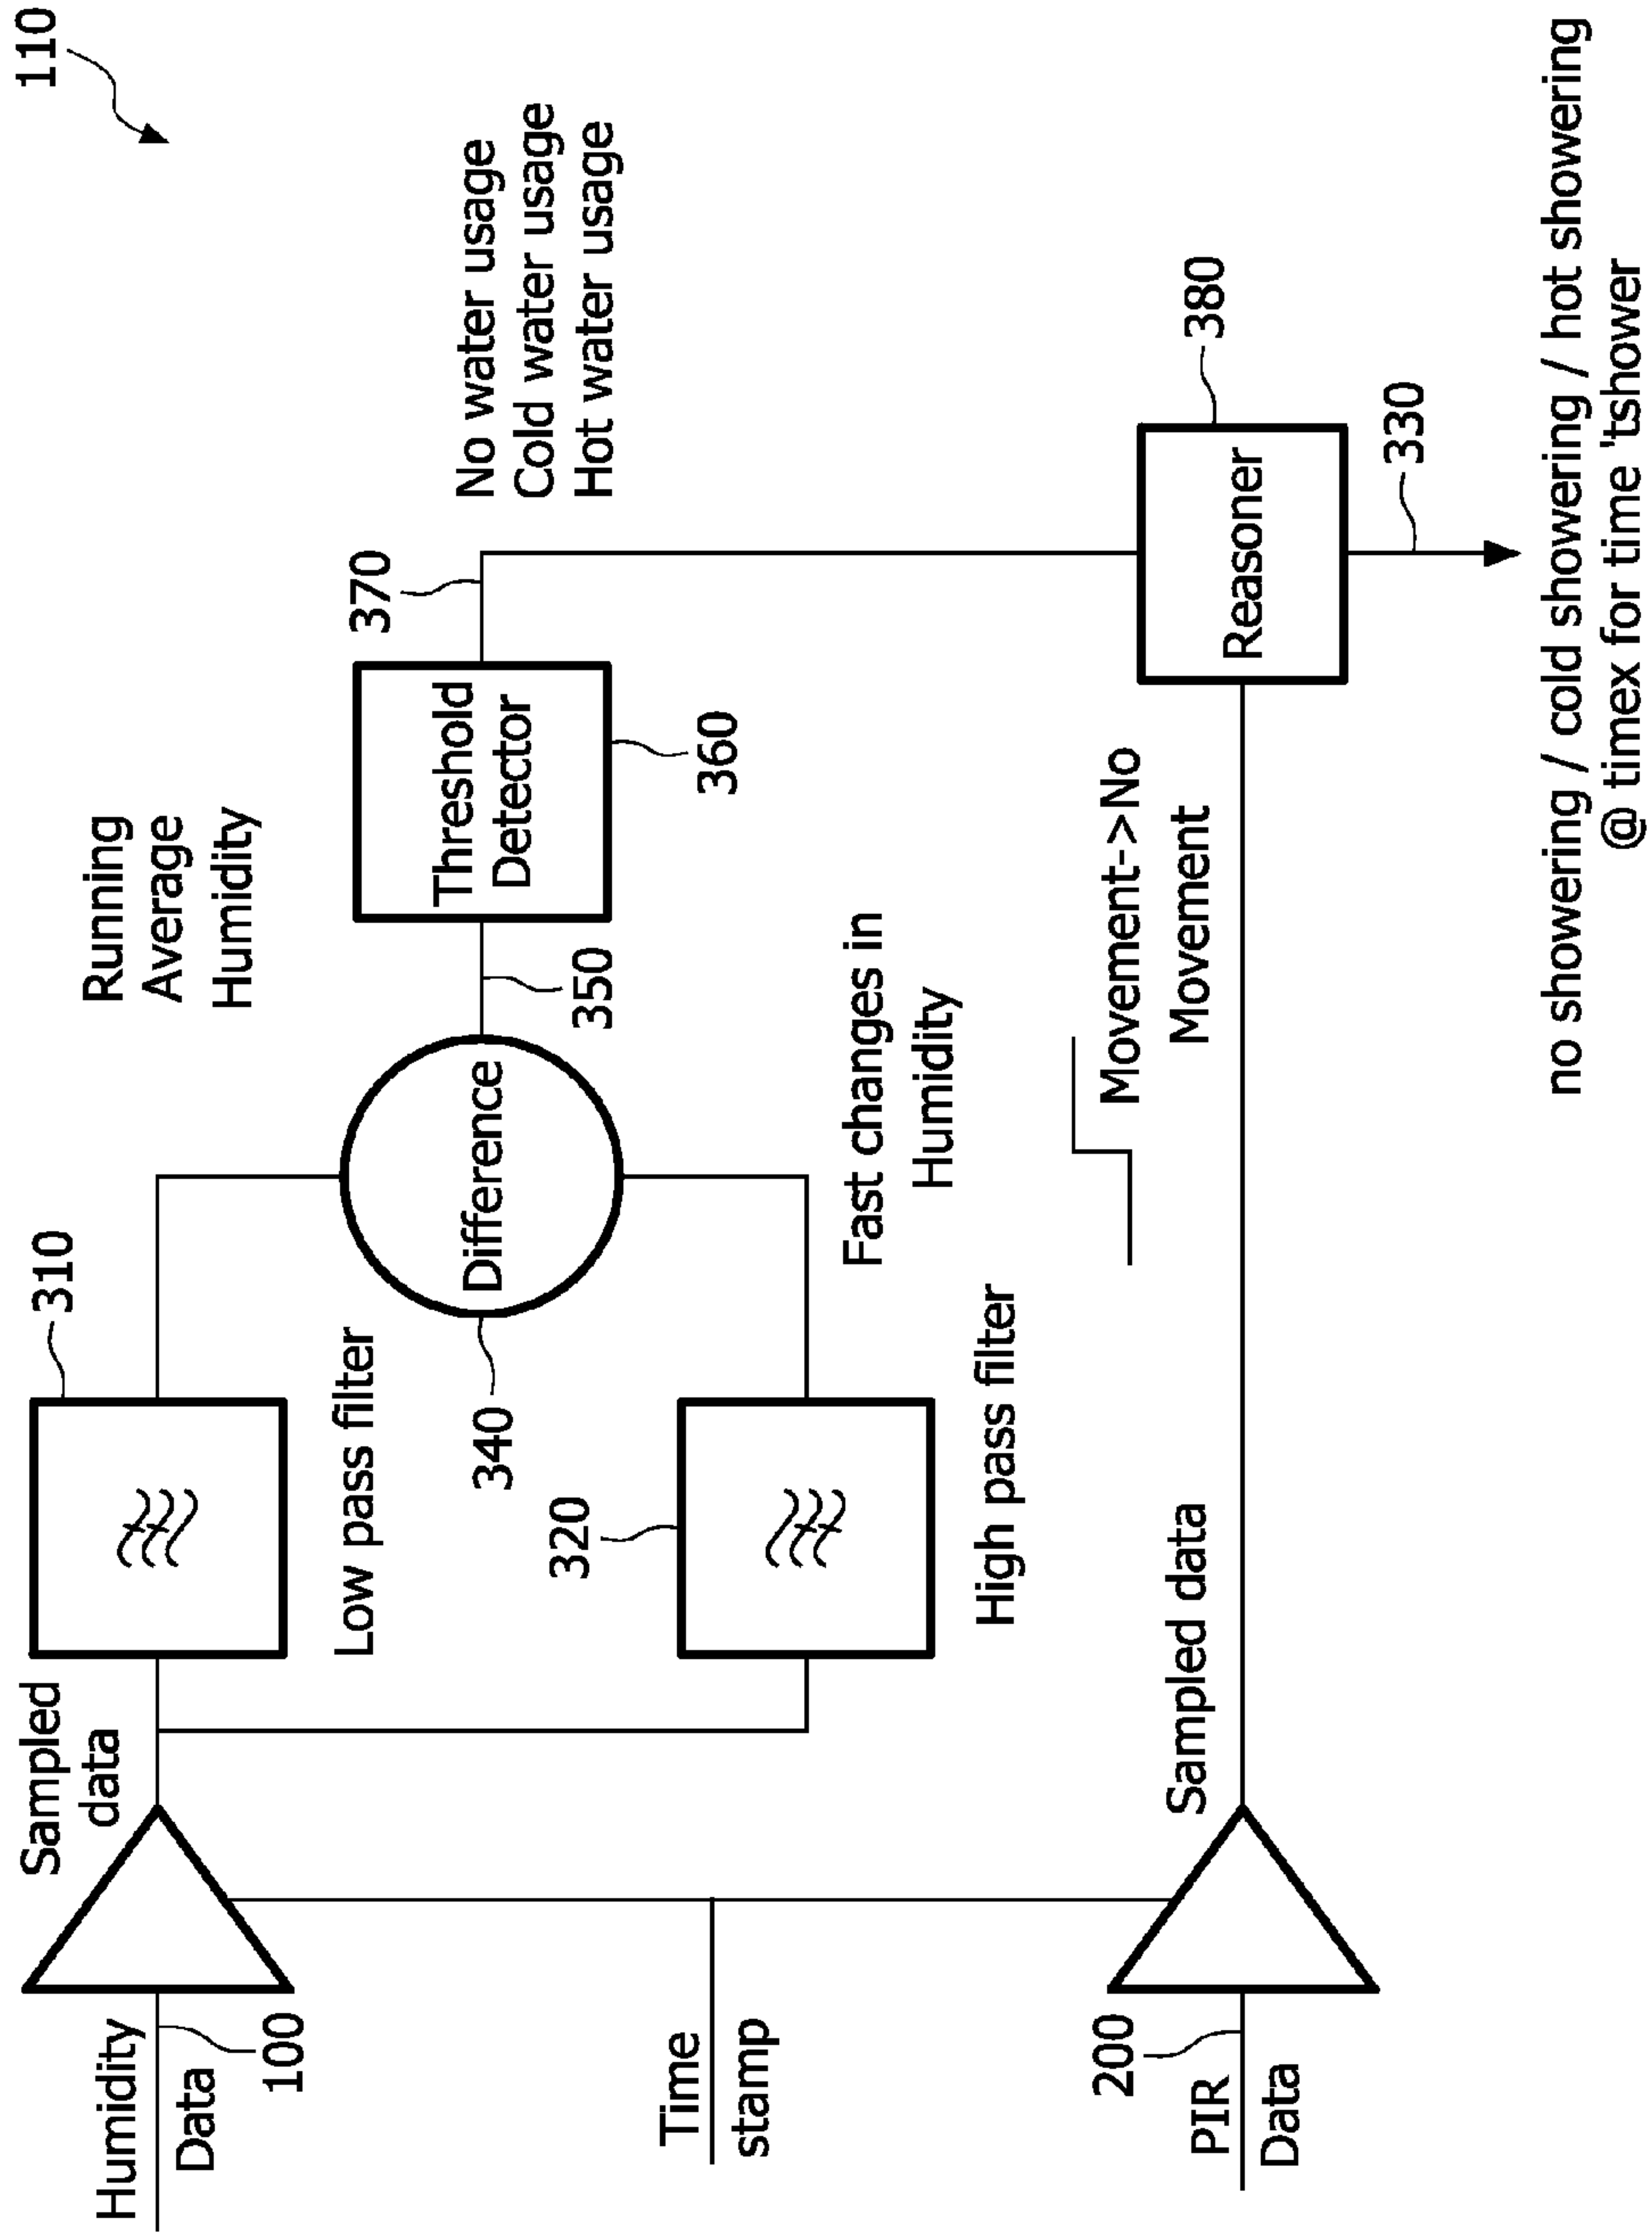 110
Sampled
data
310
Running
Average
Humidity
Humidity
Data
100
Low pass filter
340
Difference
350
Threshold
Detector
360
370
No water usage
Cold water usage
Hot water usage
320
High pass filter
Fast changes in
Humidity
Time
stamp
Movement->No
Movement
PIR
Data
200
Sampled data
Reasoner
380
330
no showering / cold showering / hot showering
@ timex for time 'tshower